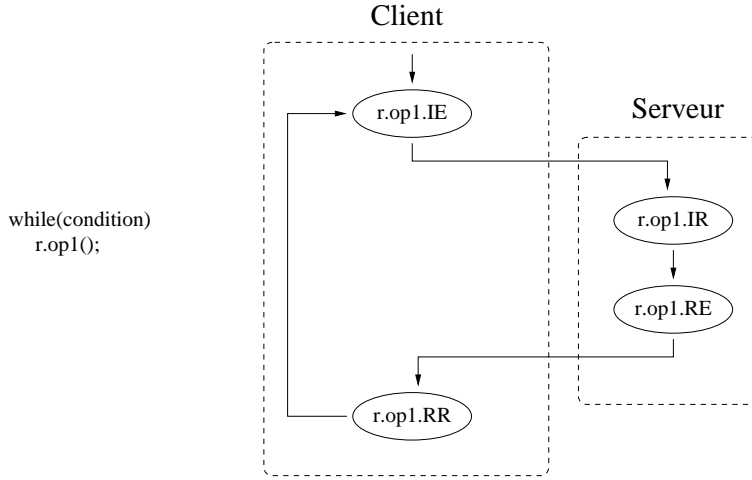 Client
r.op1.IE
Serveur
while(condition)
r.op1();
r.op1.IR
r.op1.RE
r.op1.RR